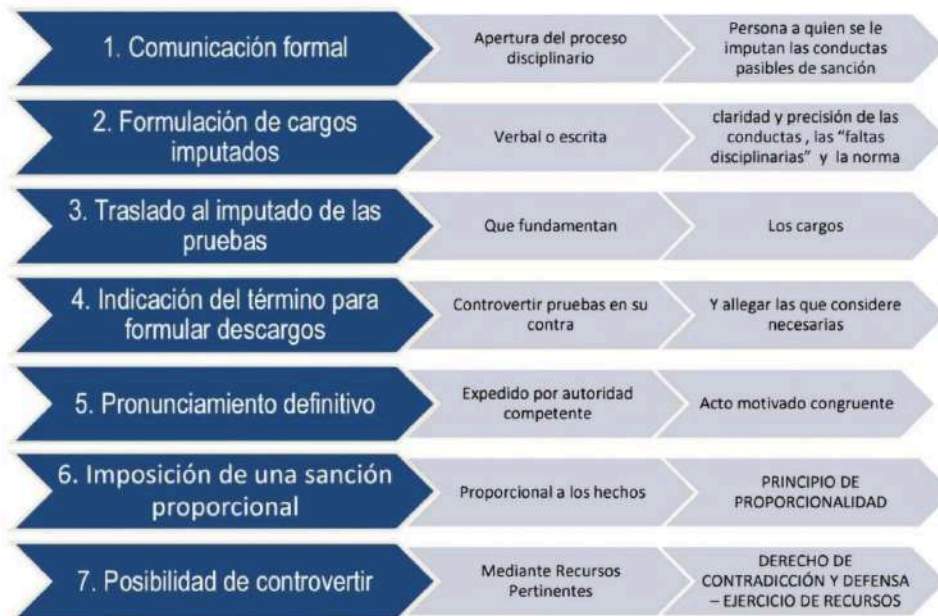 1. Comunicación formal
Apertura del proceso
disciplinario
Persona a quien se le
imputan las conductas
pasibles de sanción
2. Formulación de cargos
imputados
Verbal o escrita
claridad y precisión de las
conductas , las “faltas
disciplinarias” y la norma
3. Traslado al imputado de las
pruebas
Que fundamentan
Los cargos
4. Indicación del término para
formular descargos
Controvertir pruebas en su
contra
Y allegar las que considere
necesarias
5. Pronunciamiento definitivo
Expedido por autoridad
competente
Acto motivado congruente
6. Imposición de una sanción
proporcional
Proporcional a los hechos
PRINCIPIO DE
PROPORCIONALIDAD
7. Posibilidad de controvertir
Mediante Recursos
Pertinentes
DERECHO DE
CONTRADICCIÓN Y DEFENSA
– EJERCICIO DE RECURSOS